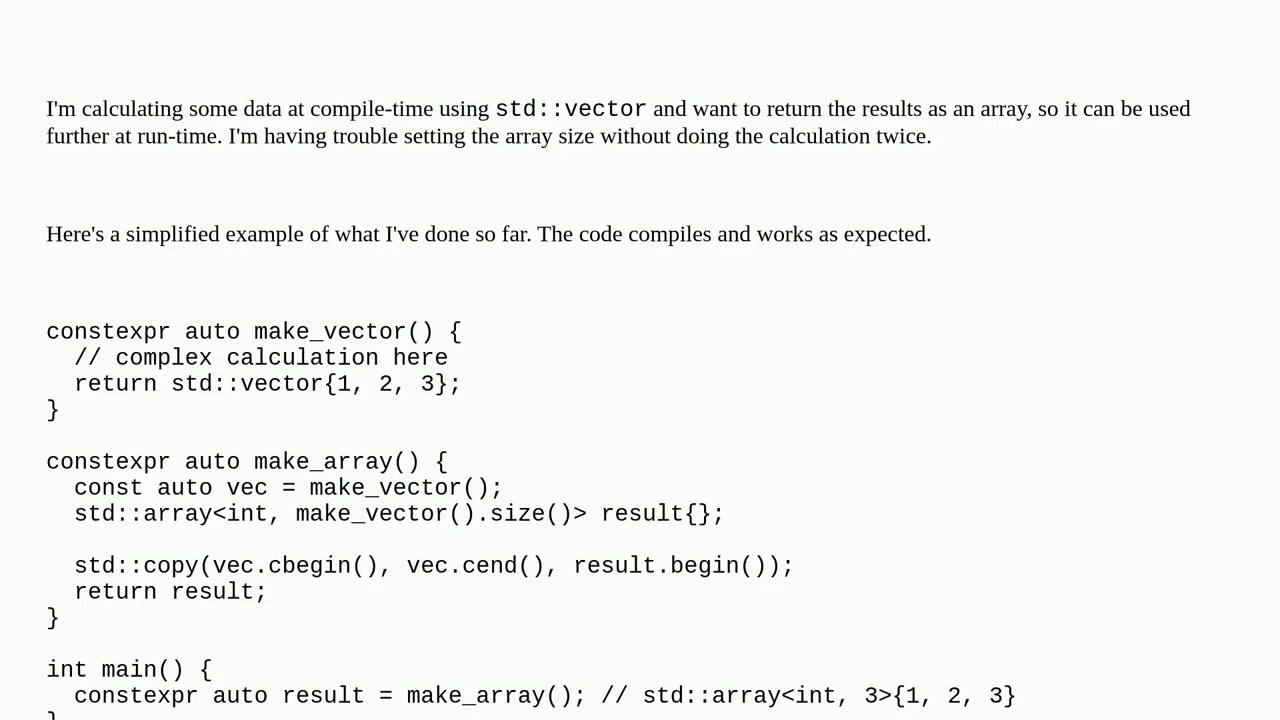 I'm calculating some data at compile-time using std::vector and want to return the results as an array, so it can be used
further at run-time. I'm having trouble setting the array size without doing the calculation twice.
Here's a simplified example of what I've done so far. The code compiles and works as expected.
constexpr auto make_vector() {
  // complex calculation here
  return std::vector{1, 2, 3};
}
constexpr auto make_array() {
  const auto vec = make_vector();
  std::array<int, make_vector().size()> result{};
  std::copy(vec.cbegin(), vec.cend(), result.begin());
  return result;
}
int main() {
  constexpr auto result = make_array(); // std::array<int, 3>{1, 2, 3}
}